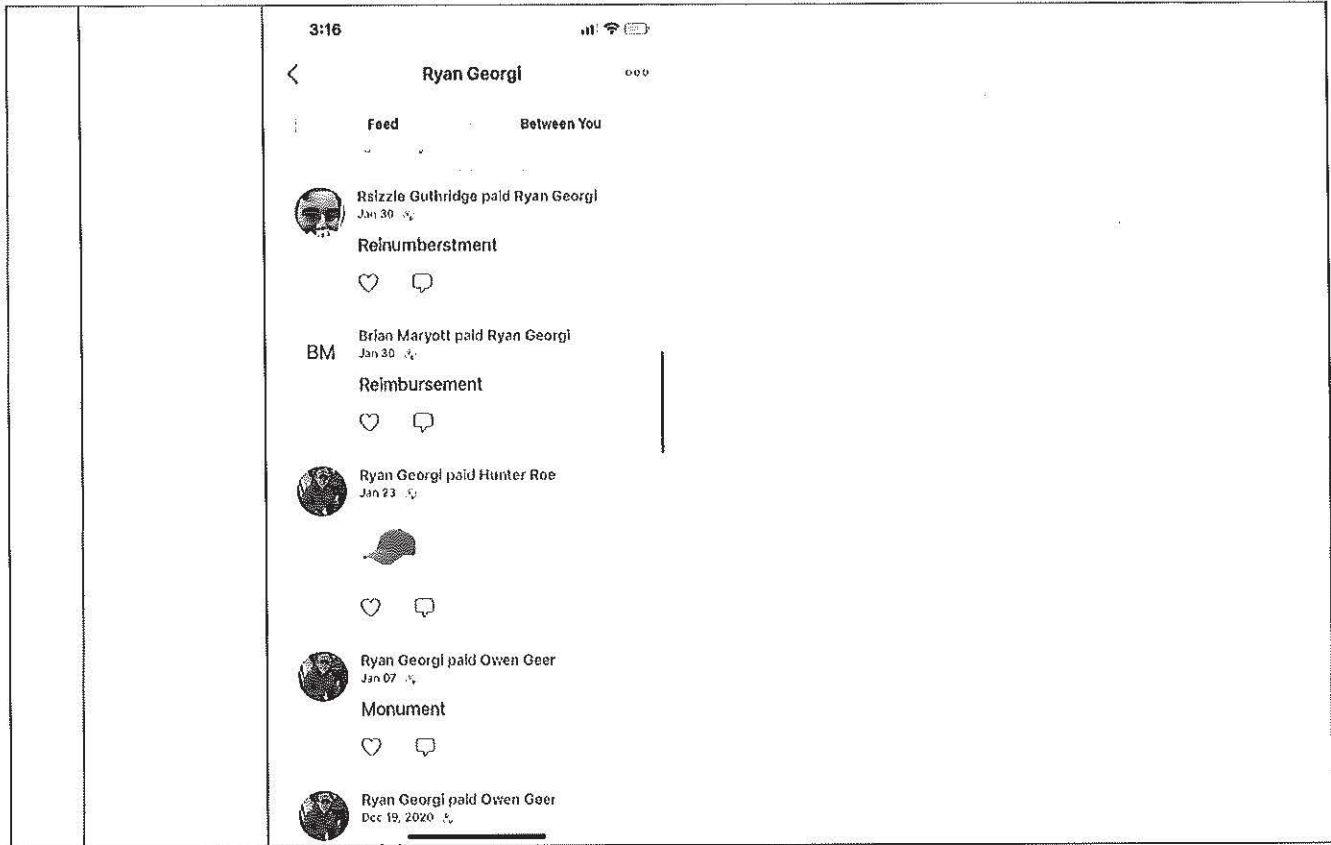 3:16
Ryan Georgi
Feed Between You
Rsizzle Guthridge paid Ryan Georgi
Jan 30
Reinumberstment
BM
Brian Maryott paid Ryan Georgi
Jan 30
Reimbursement
Ryan Georgi paid Hunter Roe
Jan 23
Ryan Georgi paid Owen Geer
Jan 07
Monument
Ryan Georgi paid Owen Geer
Dec 19, 2020